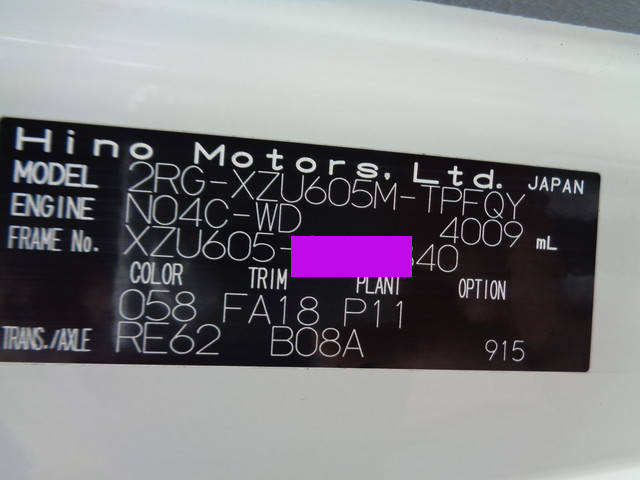 Hino Motors, Ltd. JAPAN
MODEL 2RG-XZU605M-TPFQY
ENGINE N04C-WD 4009 mL
FRAME No. XZU605- 340
COLOR TRIM PLANT OPTION
058 FA18 P11
TRANS./AXLE RE62 B08A 915